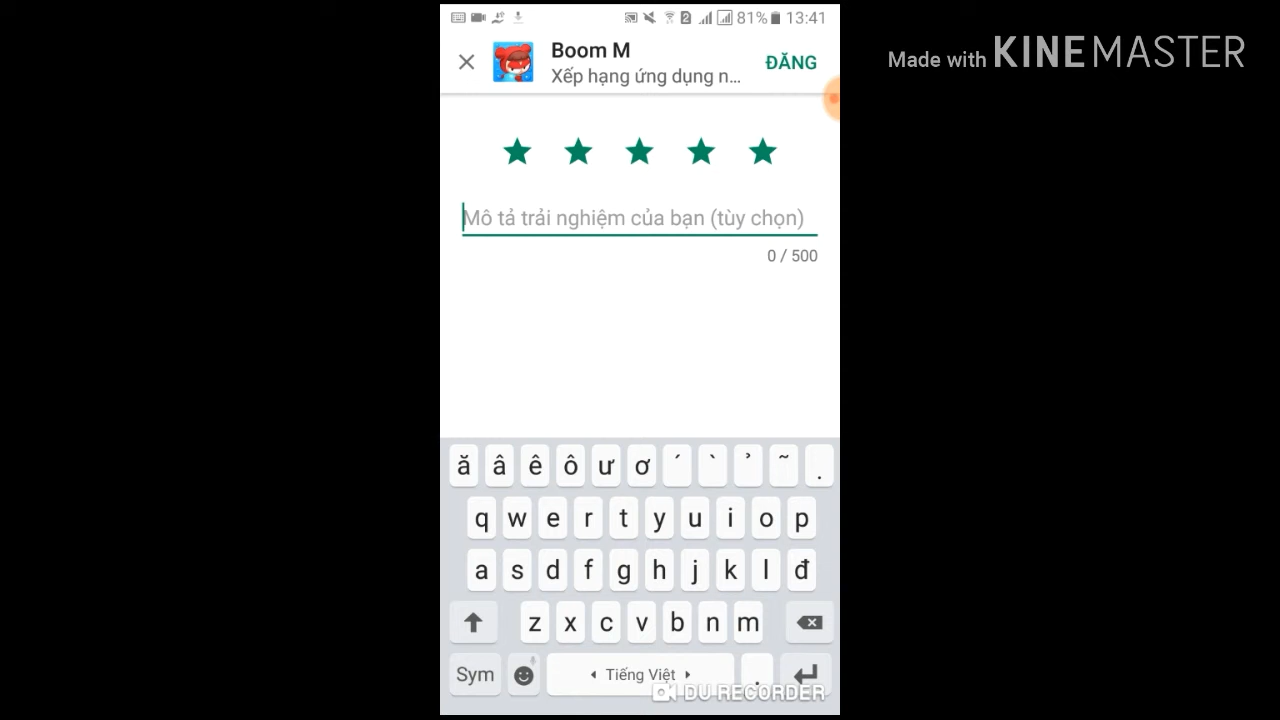 81% 13:41
Made with KINEMASTER
Boom M
Xếp hạng ứng dụng n...
ĐĂNG
Mô tả trải nghiệm của bạn (tùy chọn)
0 / 500
ă â ê ô ư ơ ´ ` ̉ ~ .
q w e r t y u i o p
a s d f g h j k l đ
z x c v b n m
Sym Tiếng Việt .
DU RECORDER